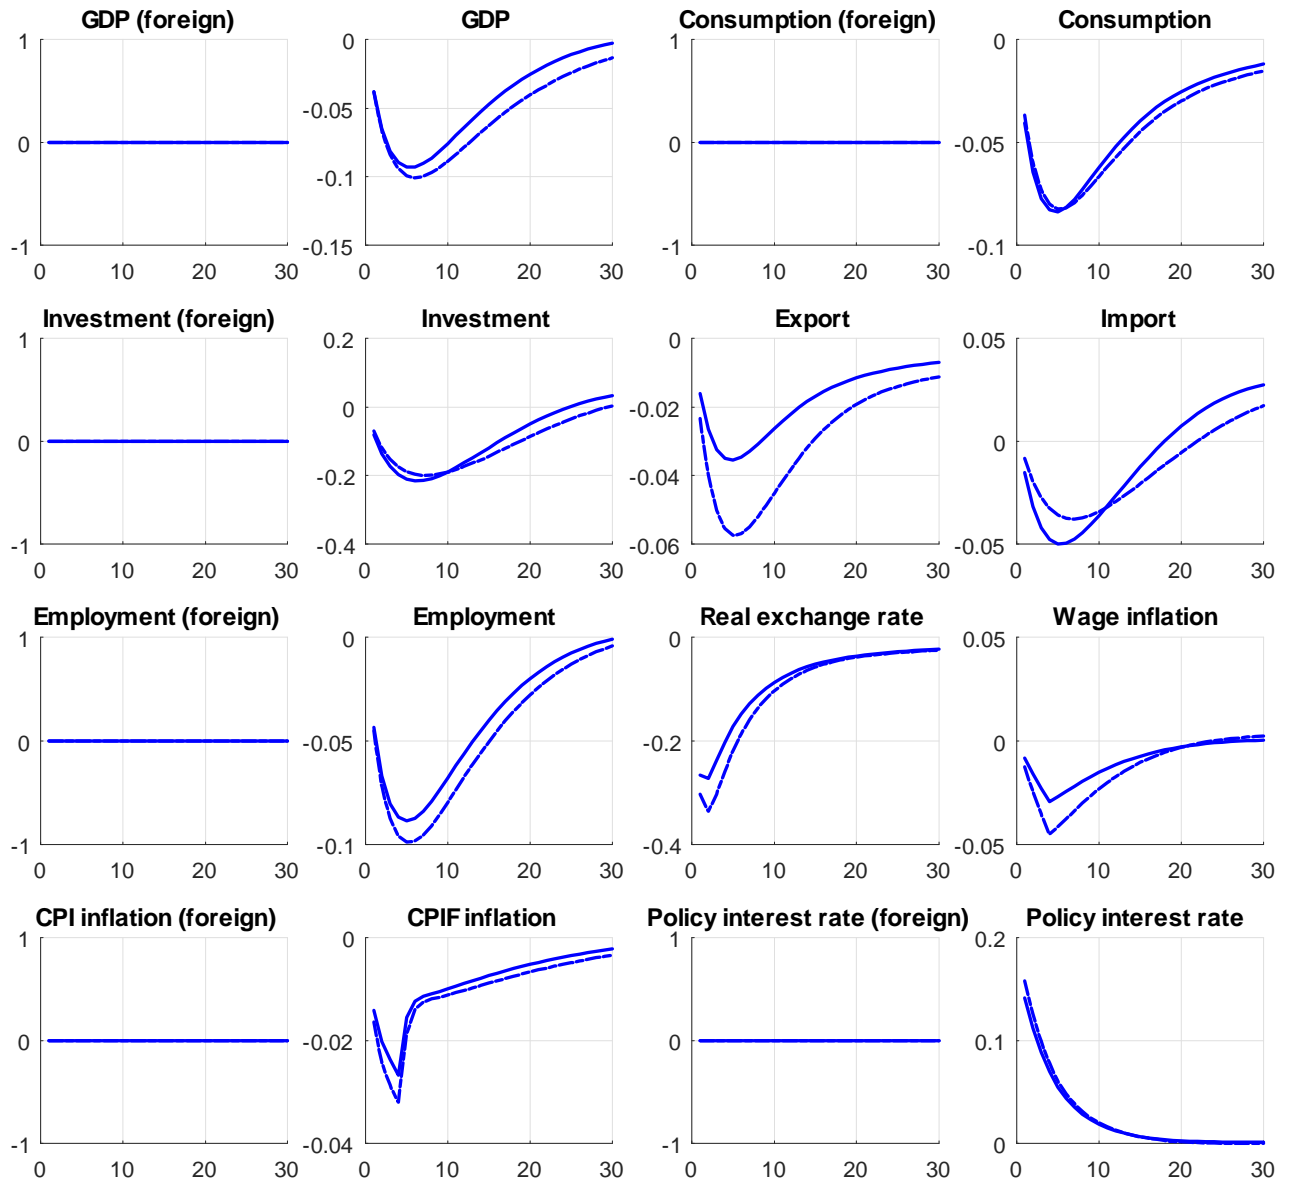 GDP (foreign) GDP Consumption (foreign) Consumption
1 0 1 0
-0.05
0 0 -0.05
-0.1
-1 -0.15 -1 -0.1
0 10 20 30 0 10 20 30 0 10 20 30 0 10 20 30
Investment (foreign) Investment Export Import
1 0.2 0 0.05
0 -0.02
0 0
-0.2 -0.04
-1 -0.4 -0.06 -0.05
0 10 20 30 0 10 20 30 0 10 20 30 0 10 20 30
Employment (foreign) Employment Real exchange rate Wage inflation
1 0 0 0.05
0 -0.05 -0.2 0
-1 -0.1 -0.4 -0.05
0 10 20 30 0 10 20 30 0 10 20 30 0 10 20 30
CPI inflation (foreign) CPIF inflation Policy interest rate (foreign) Policy interest rate
1 0 1 0.2
0 -0.02 0 0.1
-1 -0.04 -1 0
0 10 20 30 0 10 20 30 0 10 20 30 0 10 20 30